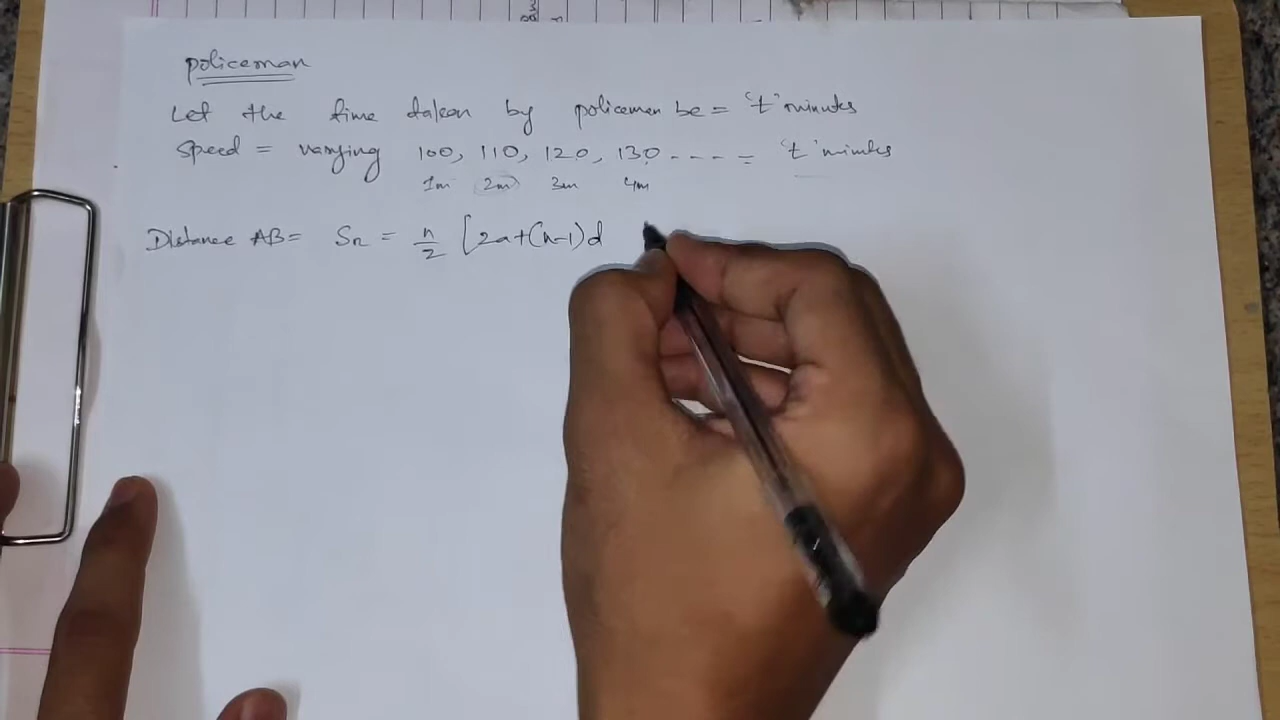 policeman
Let the time taken by policemen be = 't' minutes
Speed = varying 100, 110, 120, 130 - - - - = 't' minutes
1m 2m 3m 4m
Distance AB = Sn = n/2 [2a+(n-1)d